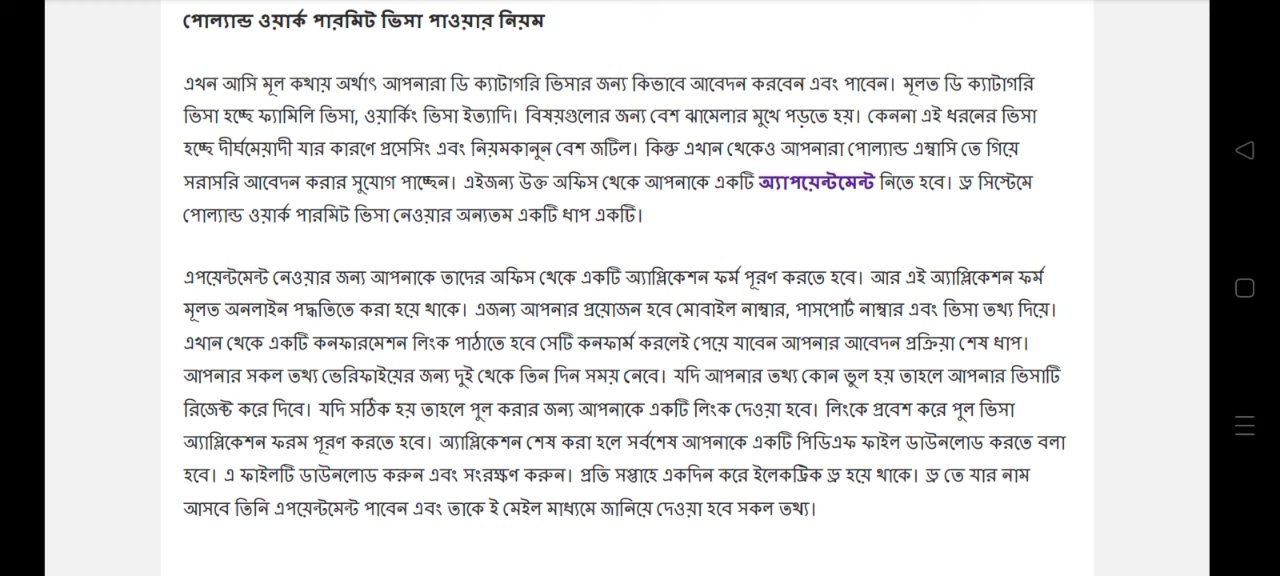 পোল্যান্ড ওয়ার্ক পারমিট ভিসা পাওয়ার নিয়ম
এখন আসি মূল কথায় অর্থাৎ আপনারা ডি ক্যাটাগরি ভিসার জন্য কিভাবে আবেদন করবেন এবং পাবেন। মূলত ডি ক্যাটাগরি
ভিসা হচ্ছে ফ্যামিলি ভিসা, ওয়ার্কিং ভিসা ইত্যাদি। বিষয়গুলোর জন্য বেশ ঝামেলার মুখে পড়তে হয়। কেননা এই ধরনের ভিসা
হচ্ছে দীর্ঘমেয়াদী যার কারণে প্রসেসিং এবং নিয়মকানুন বেশ জটিল। কিন্তু এখান থেকেও আপনারা পোল্যান্ড এম্বাসি তে গিয়ে
সরাসরি আবেদন করার সুযোগ পাচ্ছেন। এইজন্য উক্ত অফিস থেকে আপনাকে একটি অ্যাপয়েন্টমেন্ট নিতে হবে। ড্র সিস্টেমে
পোল্যান্ড ওয়ার্ক পারমিট ভিসা নেওয়ার অন্যতম একটি ধাপ একটি।
এপয়েন্টমেন্ট নেওয়ার জন্য আপনাকে তাদের অফিস থেকে একটি অ্যাপ্লিকেশন ফর্ম পূরণ করতে হবে। আর এই অ্যাপ্লিকেশন ফর্ম
মূলত অনলাইন পদ্ধতিতে করা হয়ে থাকে। এজন্য আপনার প্রয়োজন হবে মোবাইল নাম্বার, পাসপোর্ট নাম্বার এবং ভিসা তথ্য দিয়ে।
এখান থেকে একটি কনফারমেশন লিংক পাঠাতে হবে সেটি কনফার্ম করলেই পেয়ে যাবেন আপনার আবেদন প্রক্রিয়া শেষ ধাপ।
আপনার সকল তথ্য ভেরিফাইয়ের জন্য দুই থেকে তিন দিন সময় নেবে। যদি আপনার তথ্য কোন ভুল হয় তাহলে আপনার ভিসাটি
রিজেক্ট করে দিবে। যদি সঠিক হয় তাহলে পুল করার জন্য আপনাকে একটি লিংক দেওয়া হবে। লিংকে প্রবেশ করে পুল ভিসা
অ্যাপ্লিকেশন ফরম পূরণ করতে হবে। অ্যাপ্লিকেশন শেষ করা হলে সর্বশেষ আপনাকে একটি পিডিএফ ফাইল ডাউনলোড করতে বলা
হবে। এ ফাইলটি ডাউনলোড করুন এবং সংরক্ষণ করুন। প্রতি সপ্তাহে একদিন করে ইলেকট্রিক ড্র হয়ে থাকে। ড্র তে যার নাম
আসবে তিনি এপয়েন্টমেন্ট পাবেন এবং তাকে ই মেইল মাধ্যমে জানিয়ে দেওয়া হবে সকল তথ্য।